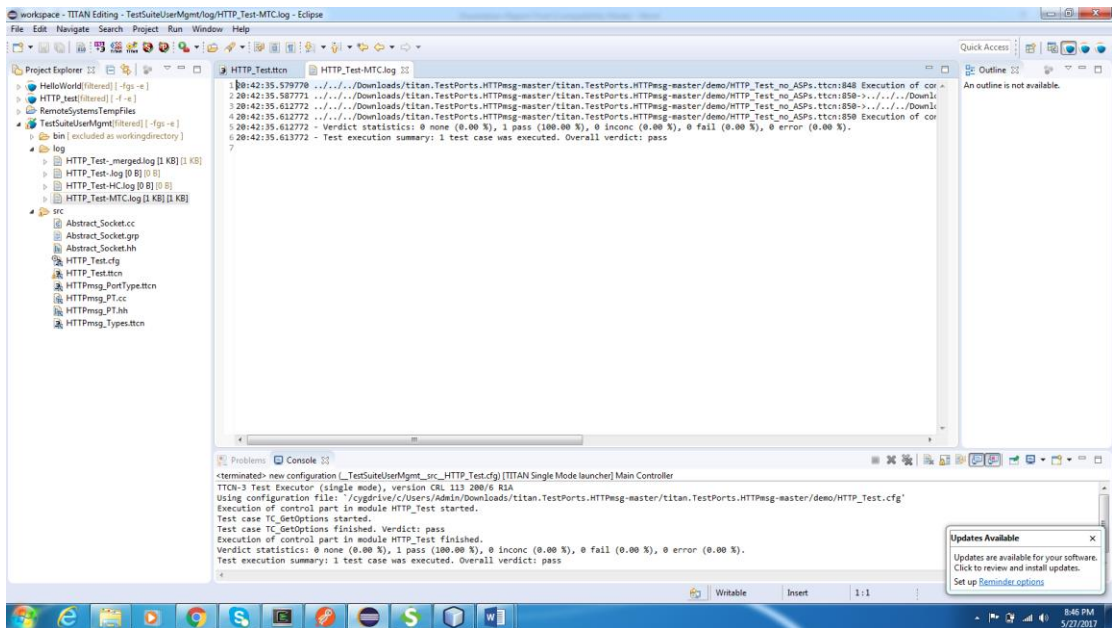 workspace - TITAN Editing - TestSuiteUserMgmt/log/HTTP_Test-MTC.log - Eclipse
File Edit Navigate Search Project Run Window Help
Quick Access
Project Explorer
HelloWorld[filtered] [ -fgs -e ]
HTTP_test[filtered] [ -f -e ]
RemoteSystemsTempFiles
TestSuiteUserMgmt[filtered] [ -fgs -e ]
bin [ excluded as workingdirectory ]
log
HTTP_Test-_merged.log [1 KB] [1 KB]
HTTP_Test-.log [0 B] [0 B]
HTTP_Test-HC.log [0 B] [0 B]
HTTP_Test-MTC.log [1 KB] [1 KB]
src
Abstract_Socket.cc
Abstract_Socket.grp
Abstract_Socket.hh
HTTP_Test.cfg
HTTP_Test.ttcn
HTTPmsg_PortType.ttcn
HTTPmsg_PT.cc
HTTPmsg_PT.hh
HTTPmsg_Types.ttcn
HTTP_Test.ttcn HTTP_Test-MTC.log
1 20:42:35.579770 ../../../Downloads/titan.TestPorts.HTTPmsg-master/titan.TestPorts.HTTPmsg-master/demo/HTTP_Test_no_ASPs.ttcn:848 Execution of con
2 20:42:35.587771 ../../../Downloads/titan.TestPorts.HTTPmsg-master/titan.TestPorts.HTTPmsg-master/demo/HTTP_Test_no_ASPs.ttcn:850->../../../Downlo
3 20:42:35.612772 ../../../Downloads/titan.TestPorts.HTTPmsg-master/titan.TestPorts.HTTPmsg-master/demo/HTTP_Test_no_ASPs.ttcn:850->../../../Downlo
4 20:42:35.612772 ../../../Downloads/titan.TestPorts.HTTPmsg-master/titan.TestPorts.HTTPmsg-master/demo/HTTP_Test_no_ASPs.ttcn:850 Execution of con
5 20:42:35.612772 - Verdict statistics: 0 none (0.00 %), 1 pass (100.00 %), 0 inconc (0.00 %), 0 fail (0.00 %), 0 error (0.00 %).
6 20:42:35.613772 - Test execution summary: 1 test case was executed. Overall verdict: pass
7
Outline
An outline is not available.
Problems Console
<terminated> new configuration (__TestSuiteUserMgmt__src__HTTP_Test.cfg) [TITAN Single Mode launcher] Main Controller
TTCN-3 Test Executor (single mode), version CRL 113 200/6 R1A
Using configuration file: `/cygdrive/c/Users/Admin/Downloads/titan.TestPorts.HTTPmsg-master/titan.TestPorts.HTTPmsg-master/demo/HTTP_Test.cfg'
Execution of control part in module HTTP_Test started.
Test case TC_GetOptions started.
Test case TC_GetOptions finished. Verdict: pass
Execution of control part in module HTTP_Test finished.
Verdict statistics: 0 none (0.00 %), 1 pass (100.00 %), 0 inconc (0.00 %), 0 fail (0.00 %), 0 error (0.00 %).
Test execution summary: 1 test case was executed. Overall verdict: pass
Updates Available
Updates are available for your software.
Click to review and install updates.
Set up Reminder options
Writable Insert 1:1
8:46 PM
5/27/2017